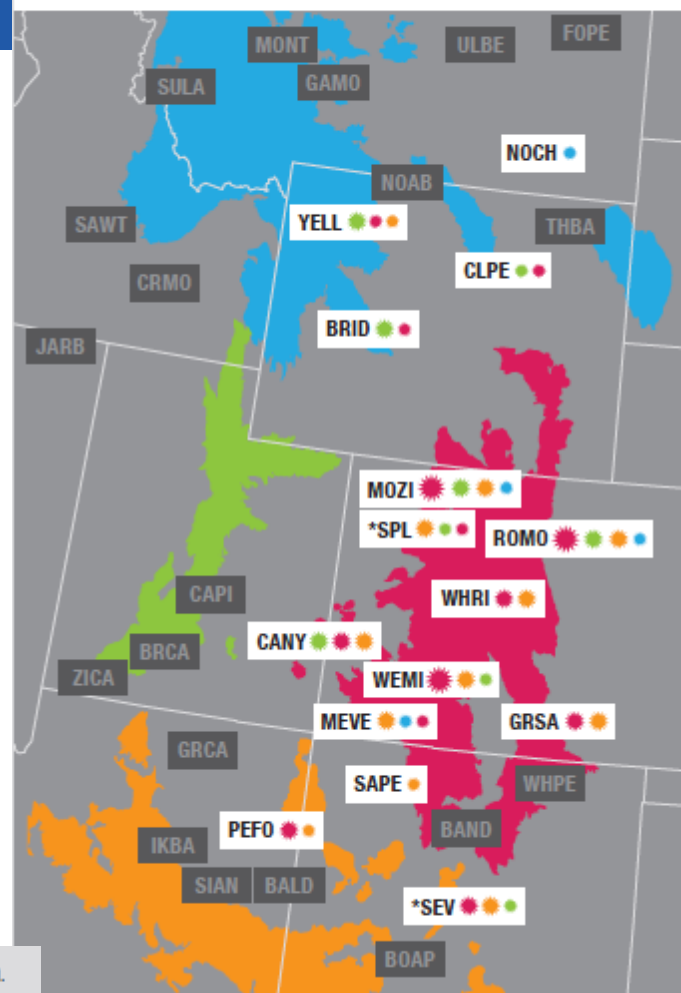 FOPE
MONT
ULBE
GAMO
SULA
NOCH
NOAB
YELL
SAWT
THBA
CLPE
CRMO
BRID
JARB
MOZI
*SPL
ROMO
CAPI
WHRI
CANY
BRCA
ZICA
WEMI
MEVE
GRSA
GRCA
SAPE
WHPE
PEFO
BAND
IKBA
SIAN
BALD
*SEV
BOAP